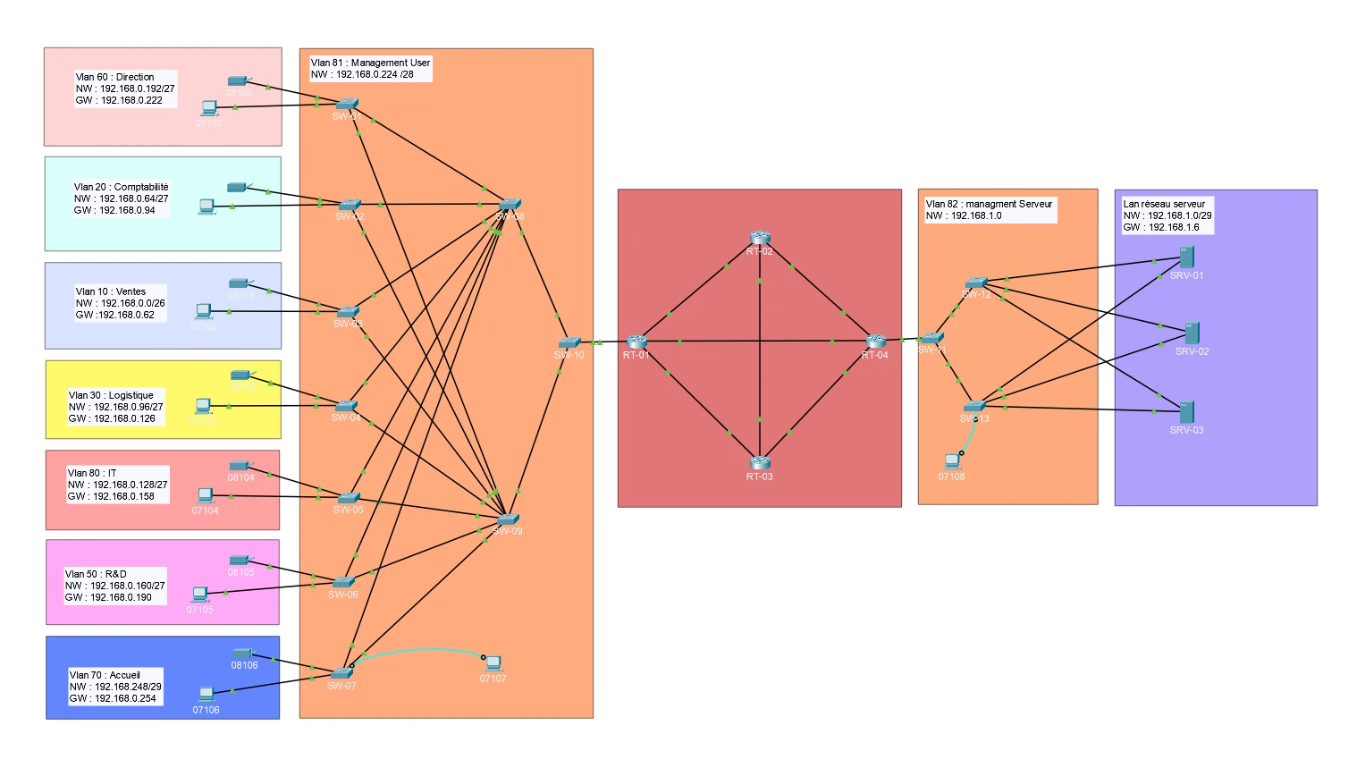 Vlan 60 : Direction
NW : 192.168.0.192/27
GW : 192.168.0.222
Vlan 81 : Management User
NW : 192.168.0.224 /28
SW-01
Vlan 20 : Comptabilité
NW : 192.168.0.64/27
GW : 192.168.0.94
SW-02
SW-08
Vlan 10 : Ventes
NW : 192.168.0.0/26
GW :192.168.0.62
07102
SW-03
Vlan 30 : Logistique
NW : 192.168.0.96/27
GW : 192.168.0.126
SW-04
Vlan 80 : IT
NW : 192.168.0.128/27
GW : 192.168.0.158
08104
07104
SW-05
SW-09
Vlan 50 : R&D
NW : 192.168.0.160/27
GW : 192.168.0.190
08105
07105
SW-06
Vlan 70 : Accueil
NW : 192.168.248/29
GW : 192.168.0.254
08106
07106
SW-07
07107
SW-10
RT-01
RT-02
RT-03
RT-04
Vlan 82 : managment Serveur
NW : 192.168.1.0
SW-11
SW-12
SW-13
07108
Lan réseau serveur
NW : 192.168.1.0/29
GW : 192.168.1.6
SRV-01
SRV-02
SRV-03